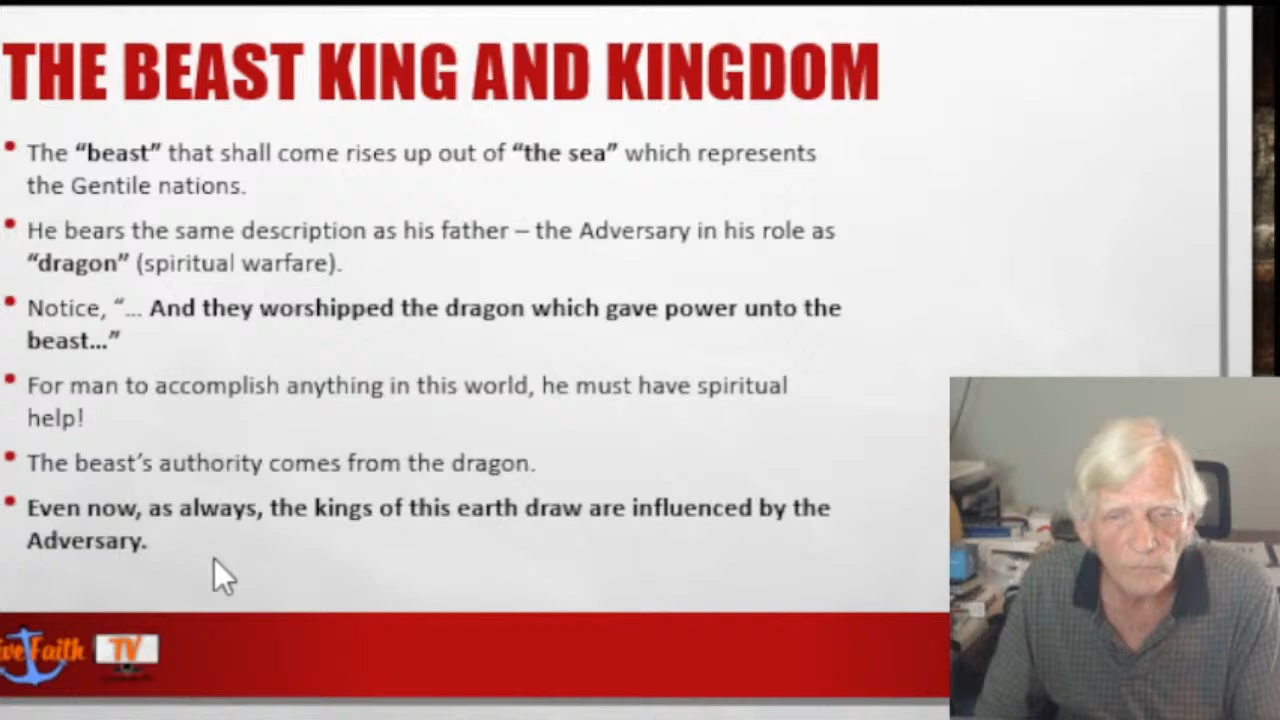 THE BEAST KING AND KINGDOM
• The “beast” that shall come rises up out of “the sea” which represents
the Gentile nations.
• He bears the same description as his father – the Adversary in his role as
“dragon” (spiritual warfare).
• Notice, “… And they worshipped the dragon which gave power unto the
beast…”
• For man to accomplish anything in this world, he must have spiritual
help!
• The beast’s authority comes from the dragon.
• Even now, as always, the kings of this earth draw are influenced by the
Adversary.
ive Faith TV